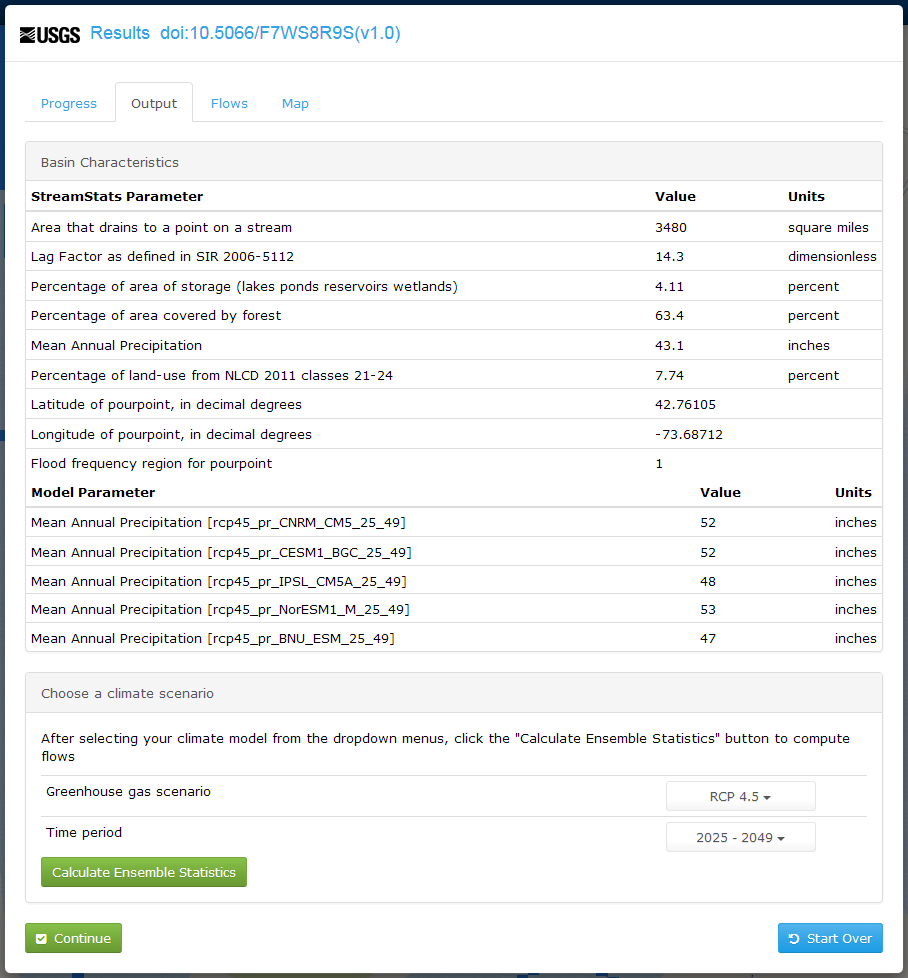 USGS Results doi:10.5066/F7WS8R9S(v1.0)
Progress Output Flows Map
Basin Characteristics
StreamStats Parameter Value Units
Area that drains to a point on a stream 3480 square miles
Lag Factor as defined in SIR 2006-5112 14.3 dimensionless
Percentage of area of storage (lakes ponds reservoirs wetlands) 4.11 percent
Percentage of area covered by forest 63.4 percent
Mean Annual Precipitation 43.1 inches
Percentage of land-use from NLCD 2011 classes 21-24 7.74 percent
Latitude of pourpoint, in decimal degrees 42.76105
Longitude of pourpoint, in decimal degrees -73.68712
Flood frequency region for pourpoint 1
Model Parameter Value Units
Mean Annual Precipitation [rcp45_pr_CNRM_CM5_25_49] 52 inches
Mean Annual Precipitation [rcp45_pr_CESM1_BGC_25_49] 52 inches
Mean Annual Precipitation [rcp45_pr_IPSL_CM5A_25_49] 48 inches
Mean Annual Precipitation [rcp45_pr_NorESM1_M_25_49] 53 inches
Mean Annual Precipitation [rcp45_pr_BNU_ESM_25_49] 47 inches
Choose a climate scenario
After selecting your climate model from the dropdown menus, click the "Calculate Ensemble Statistics" button to compute
flows
Greenhouse gas scenario RCP 4.5
Time period 2025 - 2049
Calculate Ensemble Statistics
Continue Start Over